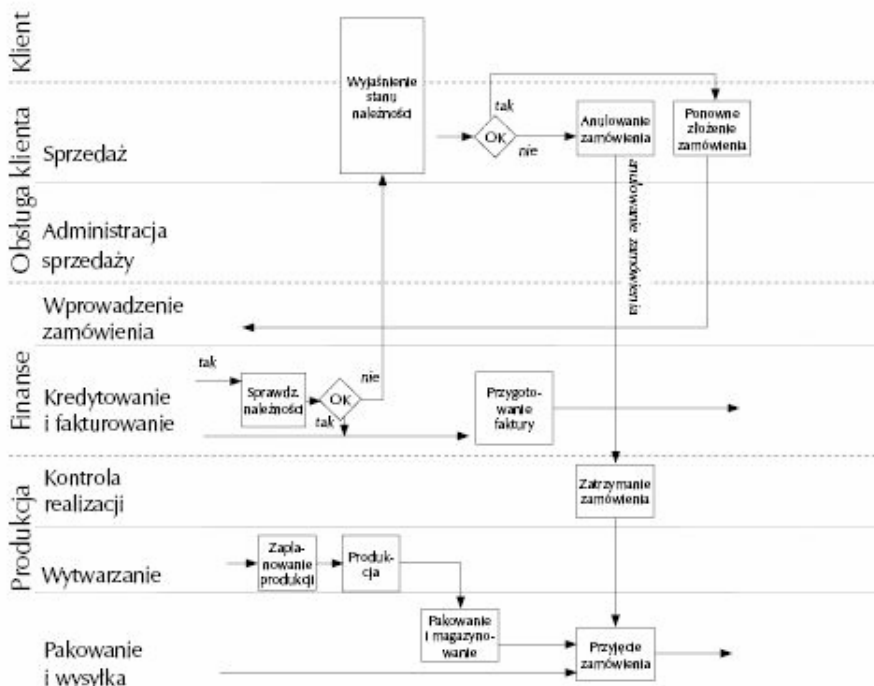 Klient
Obsługa klienta
Finanse
Produkcja
Sprzedaż
Administracja
sprzedaży
Wprowadzenie
zamówienia
Kredytowanie
i fakturowanie
Kontrola
realizacji
Wytwarzanie
Pakowanie
i wysyłka
Wyjaśnienie
stanu
należności
OK
tak
nie
Anulowanie
zamówienia
Ponowne
złożenie
zamówienia
anulowanie zamówienia
tak
Sprawdz.
należności
OK
nie
tak
Przygoto-
wanie
faktury
Zatrzymanie
zamówienia
Zapla-
nowanie
produkcji
Produk-
cja
Pakowanie
i magazyno-
wanie
Przyjęcie
zamówienia